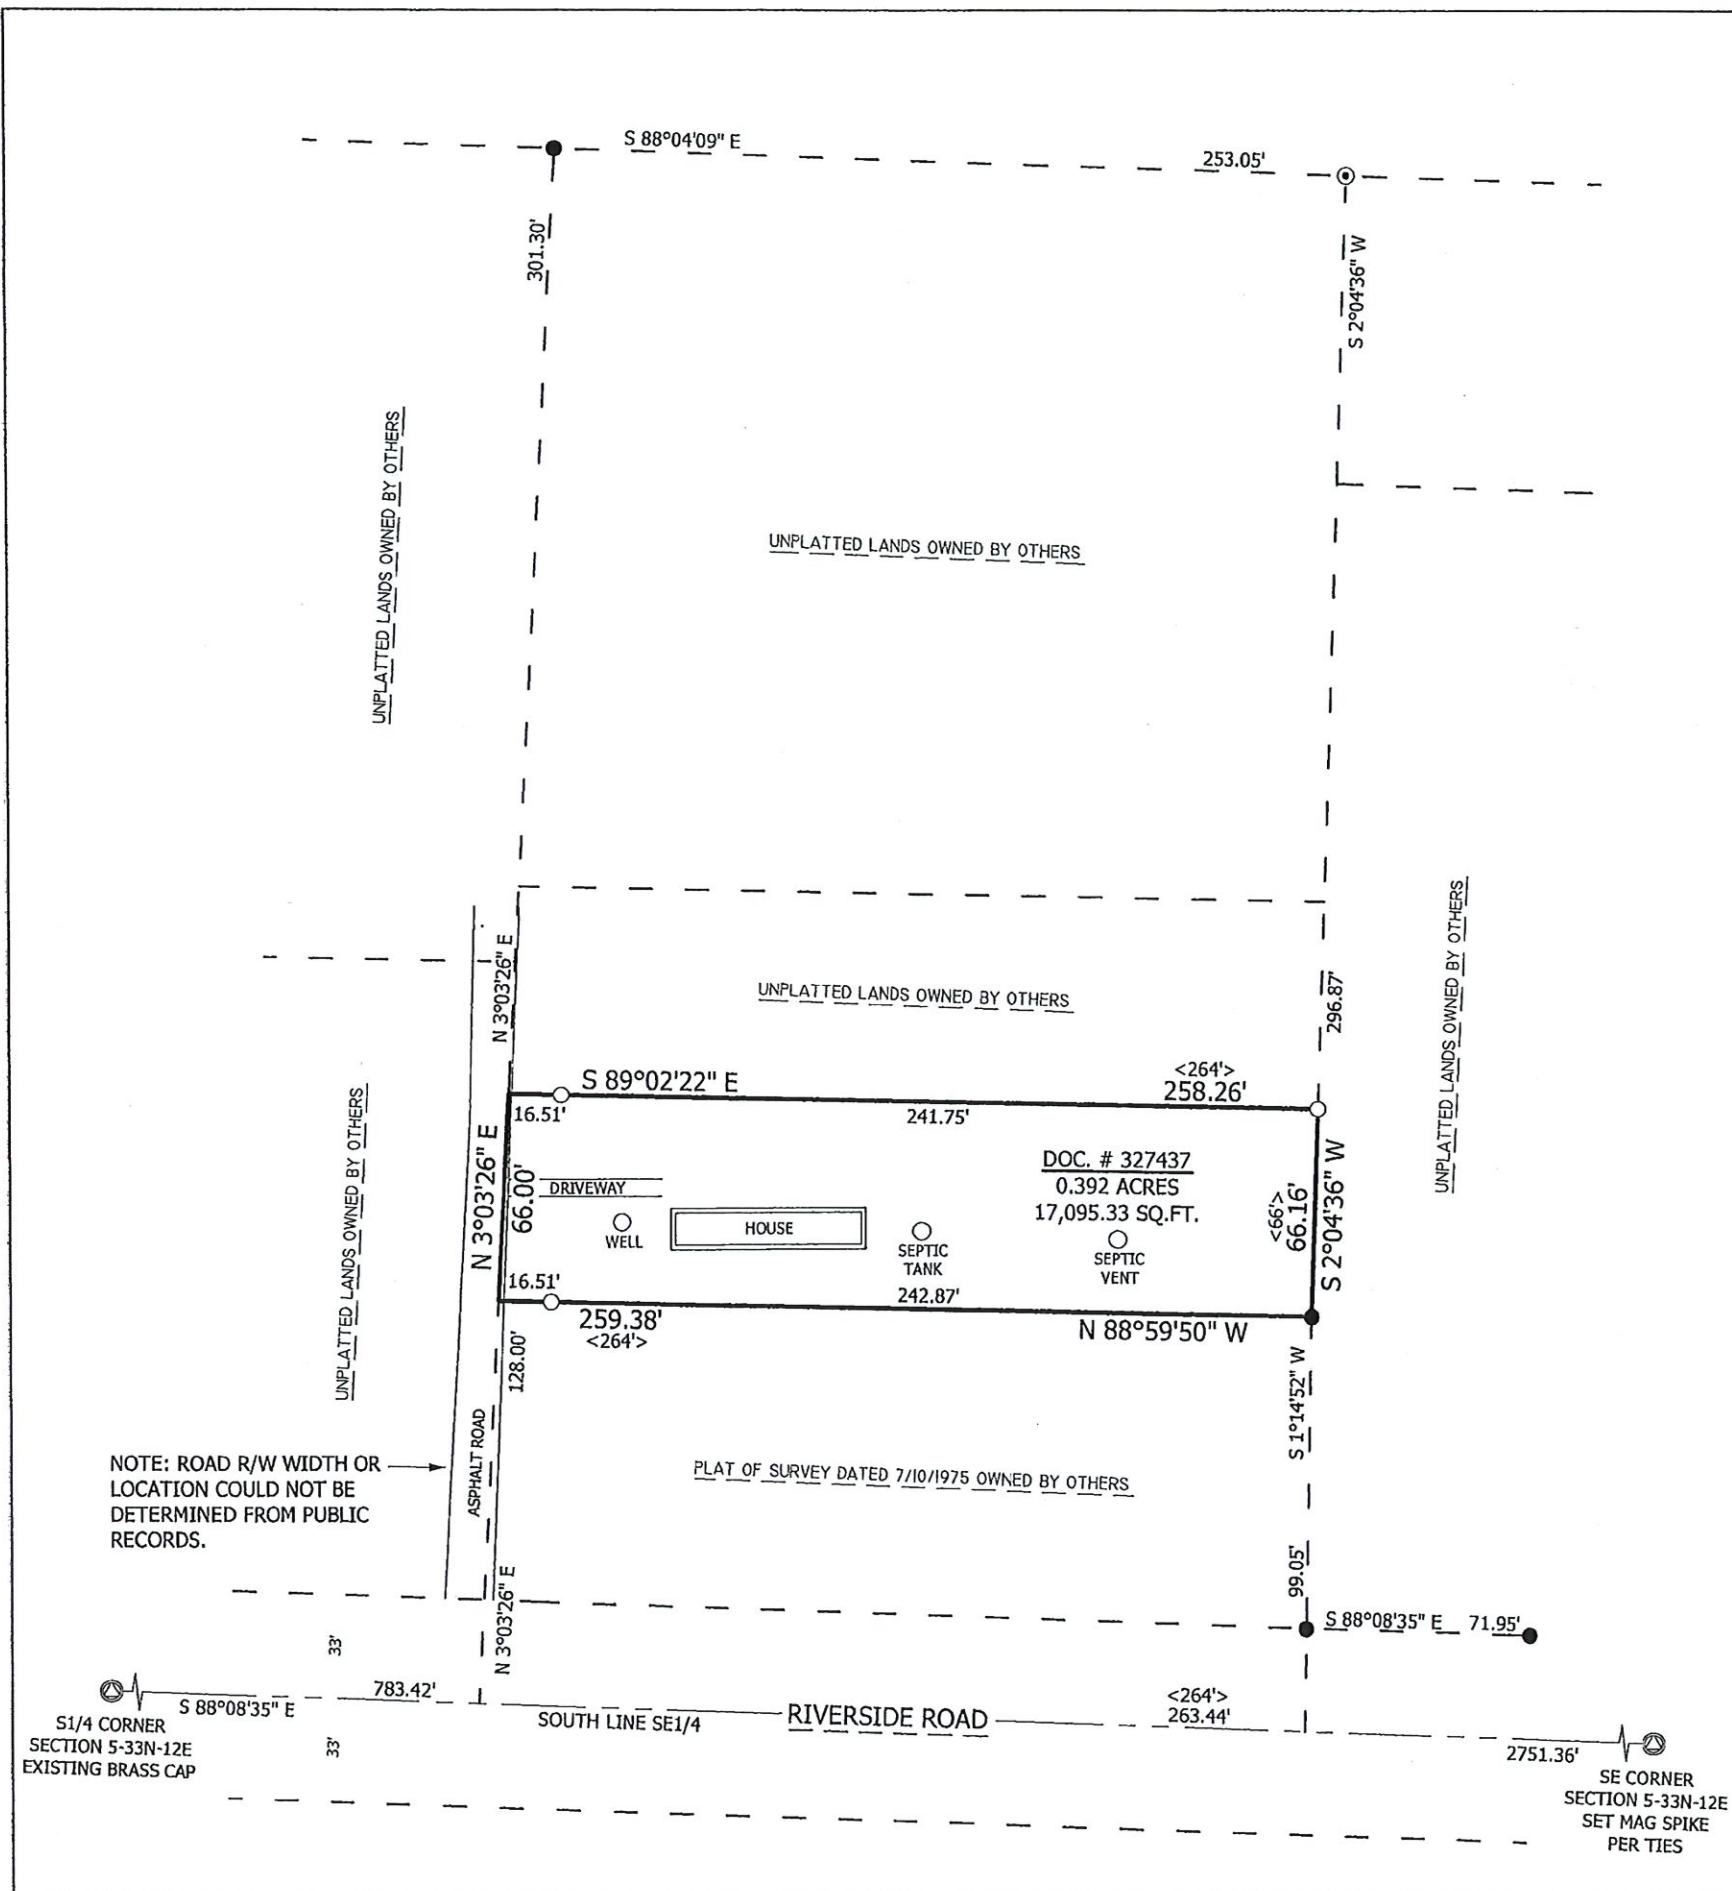 S 88°04'09" E
253.05'
301.30'
S 2°04'36" W
UNPLATTED LANDS OWNED BY OTHERS
UNPLATTED LANDS OWNED BY OTHERS
N 3°03'26" E
UNPLATTED LANDS OWNED BY OTHERS
296.87'
UNPLATTED LANDS OWNED BY OTHERS
UNPLATTED LANDS OWNED BY OTHERS
S 89°02'22" E
<264'>
258.26'
16.51'
241.75'
N 3°03'26" E
66.00'
DRIVEWAY
WELL
HOUSE
SEPTIC
TANK
DOC. # 327437
0.392 ACRES
17,095.33 SQ.FT.
SEPTIC
VENT
<66'>
66.16'
S 2°04'36" W
16.51'
242.87'
259.38'
<264'>
N 88°59'50" W
128.00'
S 1°14'52" W
ASPHALT ROAD
NOTE: ROAD R/W WIDTH OR
LOCATION COULD NOT BE
DETERMINED FROM PUBLIC
RECORDS.
PLAT OF SURVEY DATED 7/10/1975 OWNED BY OTHERS
99.05'
N 3°03'26" E
S 88°08'35" E 71.95'
33'
33'
S 88°08'35" E
783.42'
SOUTH LINE SE1/4
RIVERSIDE ROAD
<264'>
263.44'
2751.36'
S1/4 CORNER
SECTION 5-33N-12E
EXISTING BRASS CAP
SE CORNER
SECTION 5-33N-12E
SET MAG SPIKE
PER TIES